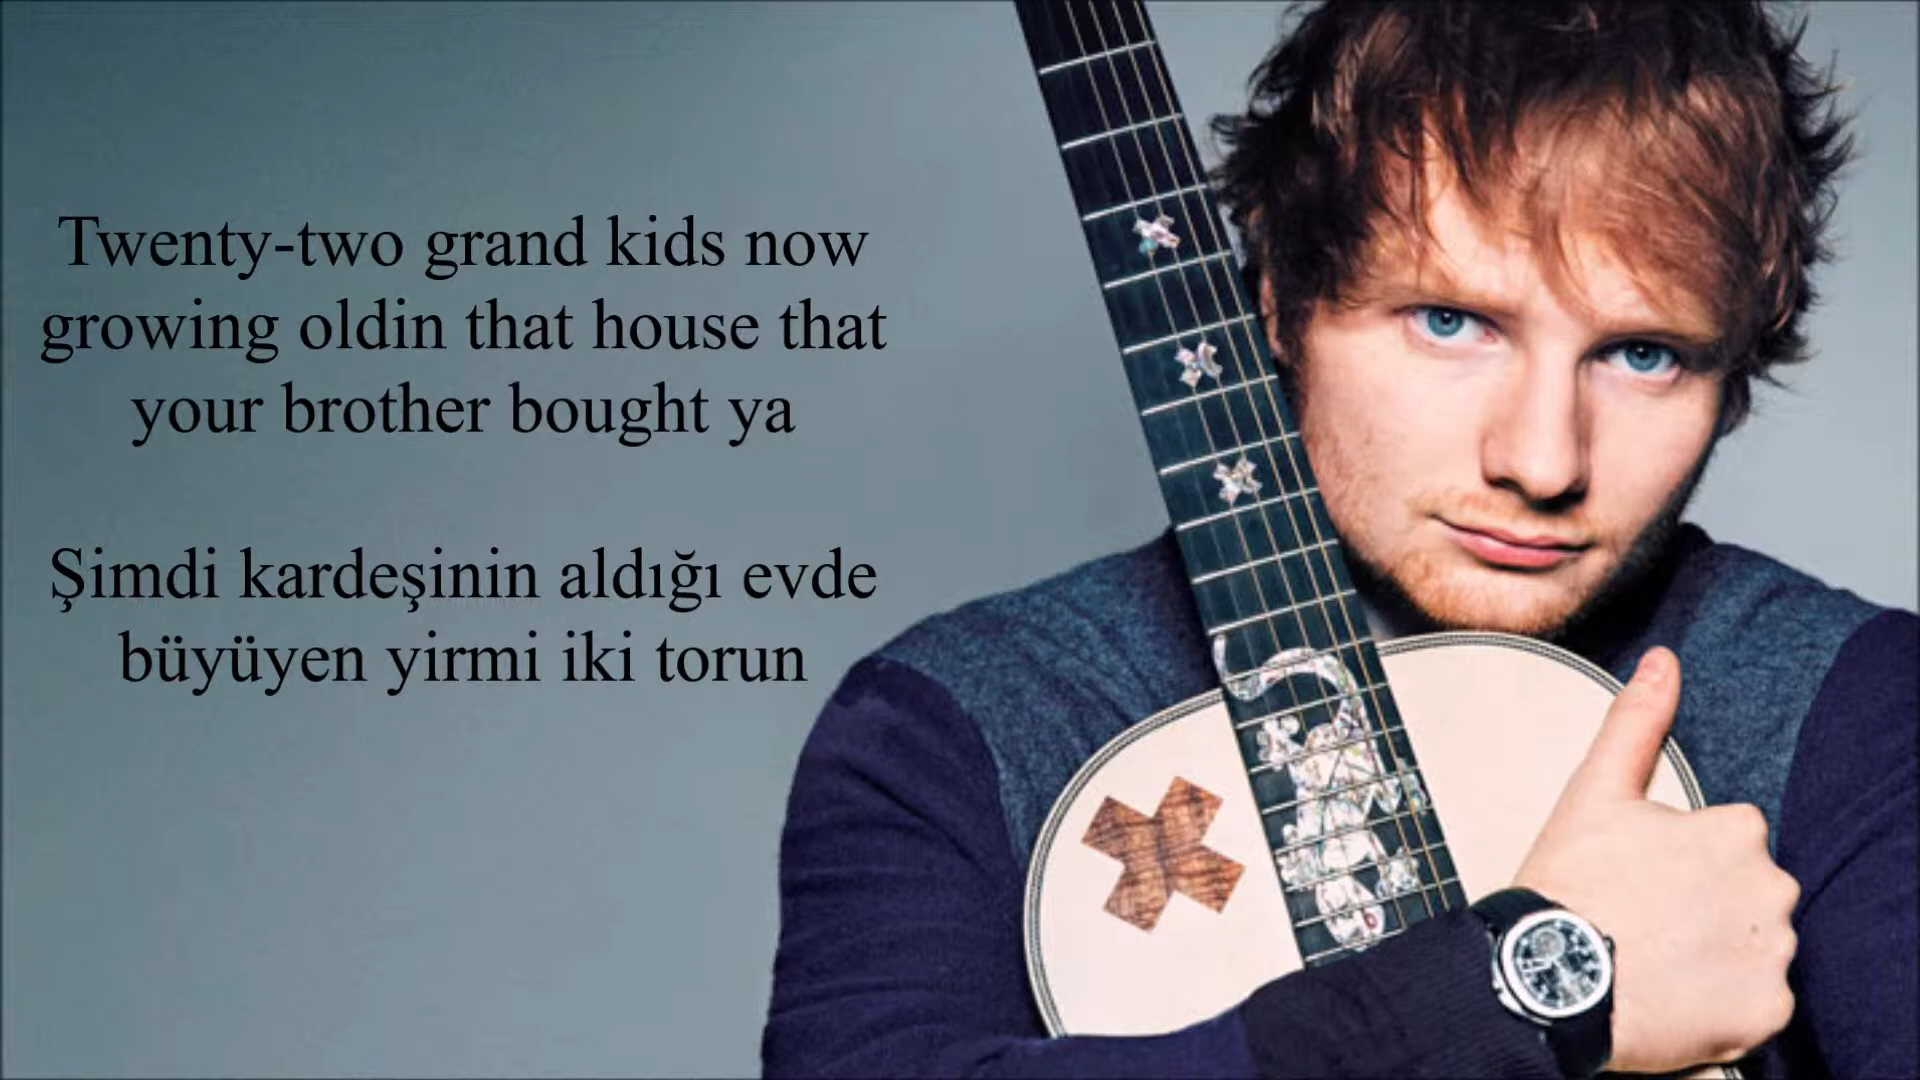 Twenty-two grand kids now
growing oldin that house that
your brother bought ya
Şimdi kardeşinin aldığı evde
büyüyen yirmi iki torun